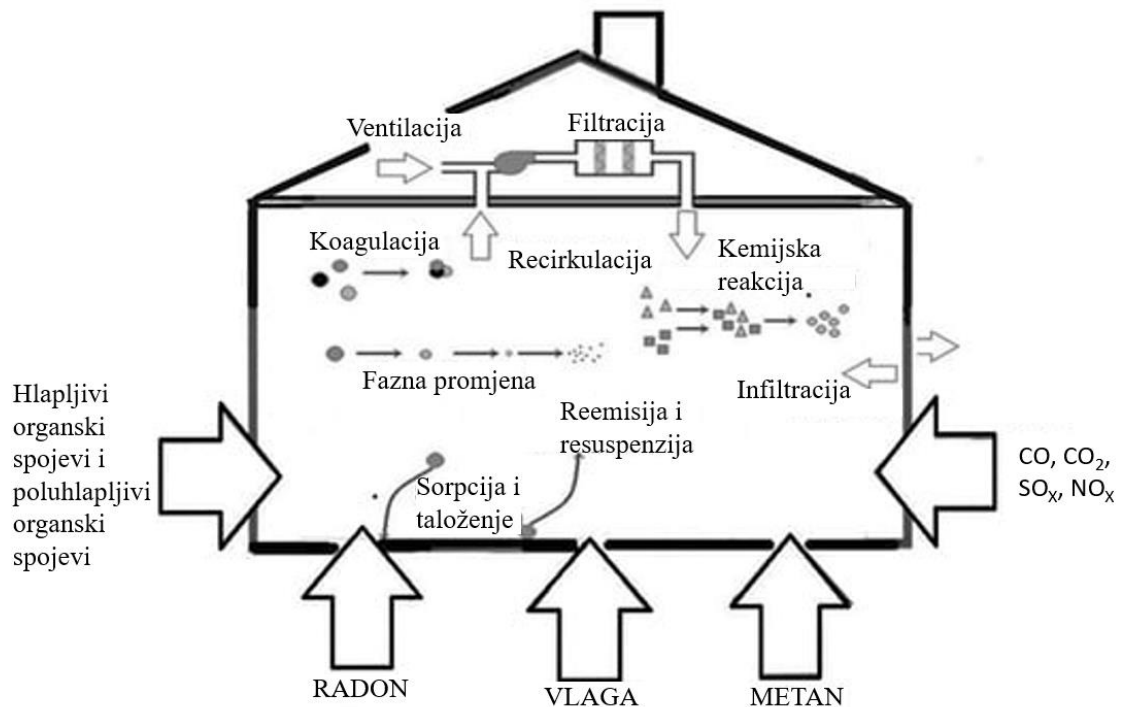 Ventilacija
Filtracija
Koagulacija
Recirkulacija
Kemijska
reakcija
Fazna promjena
Infiltracija
Hlapljivi
organski
spojevi i
poluhlapljivi
organski
spojevi
Reemisija i
resuspenzija
Sorpcija i
taloženje
CO, CO₂,
SOₓ, NOₓ
RADON
VLAGA
METAN